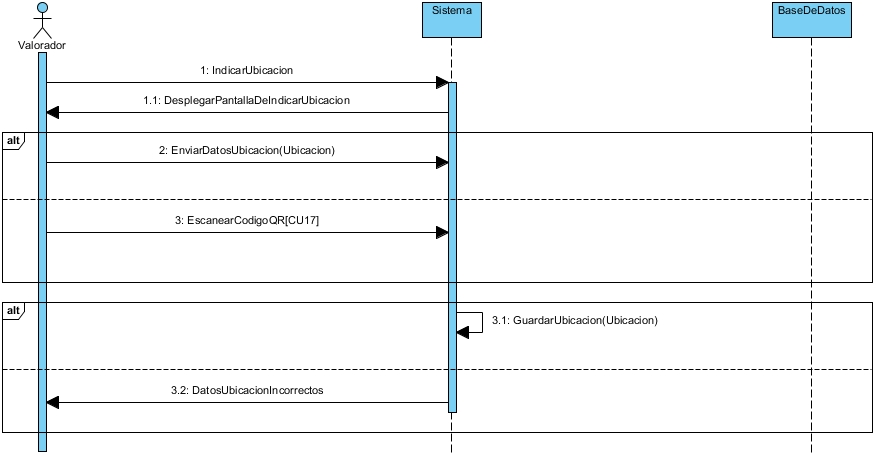 Valorador
Sistema
BaseDeDatos
1: IndicarUbicacion
1.1: DesplegarPantallaDeIndicarUbicacion
alt
2: EnviarDatosUbicacion(Ubicacion)
3: EscanearCodigoQR[CU17]
alt
3.1: GuardarUbicacion(Ubicacion)
3.2: DatosUbicacionIncorrectos